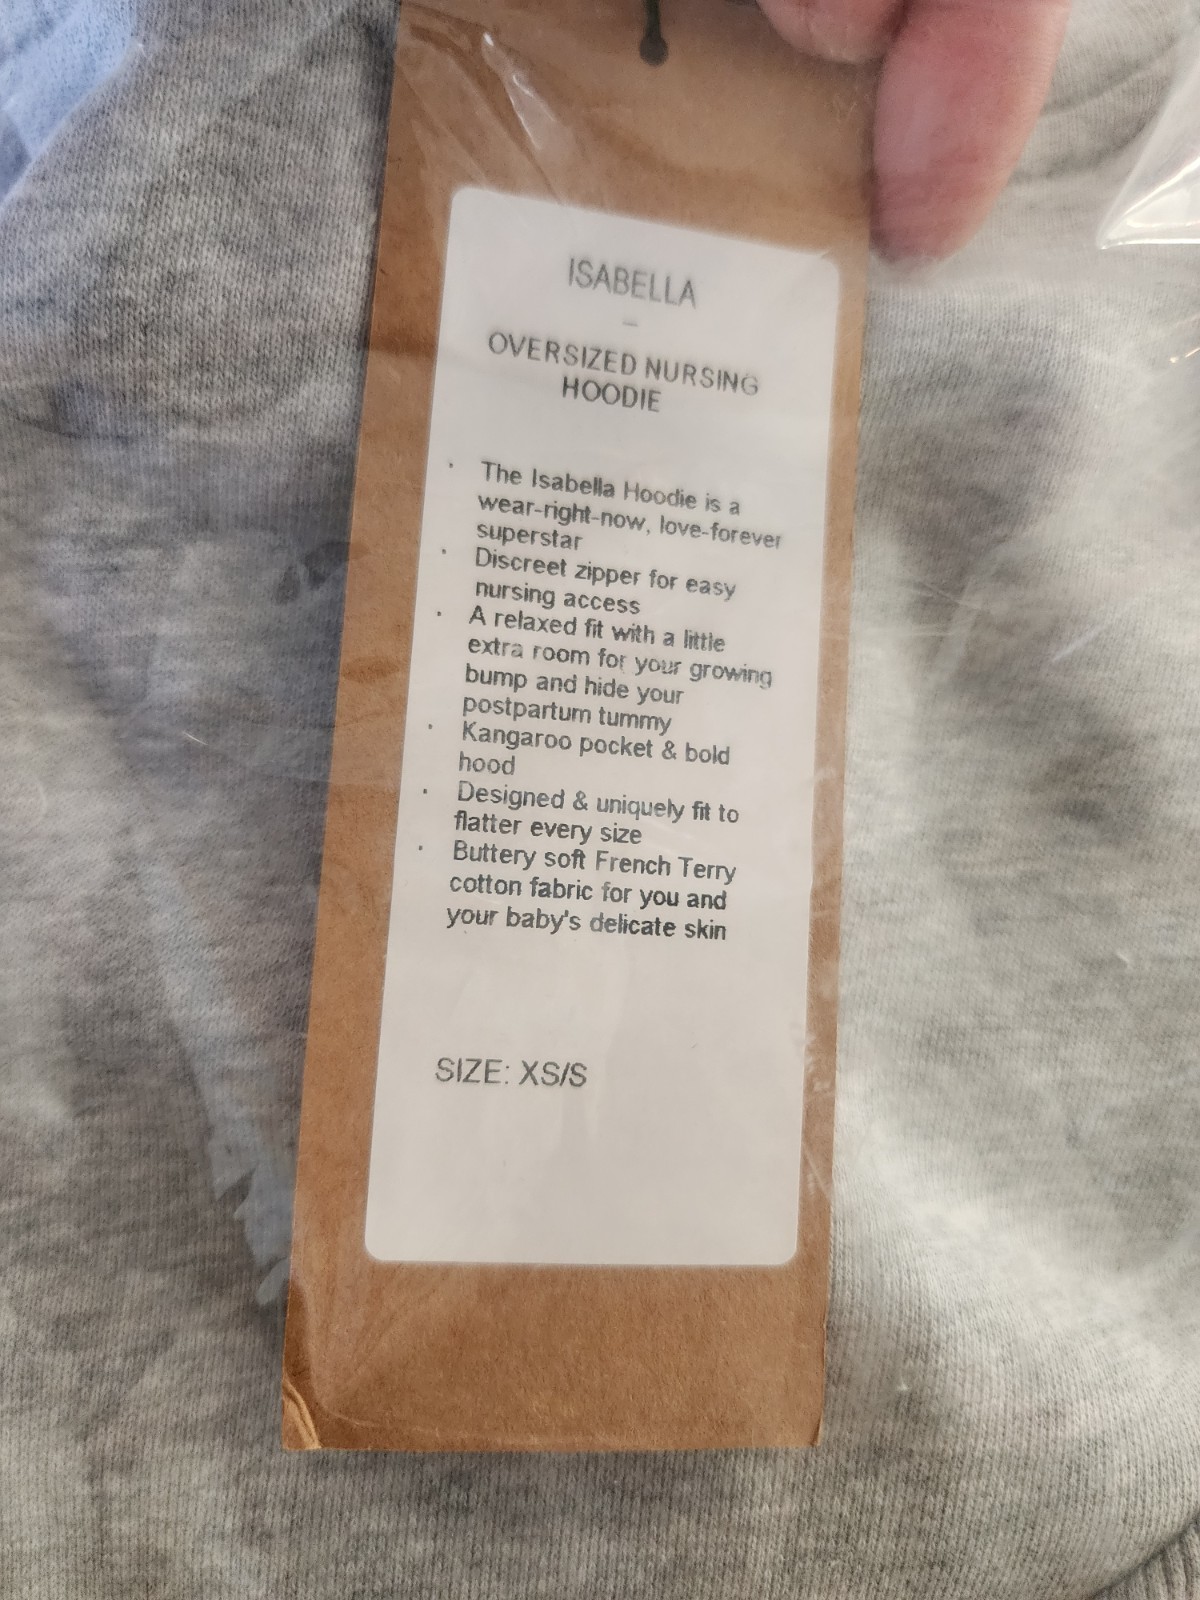 ISABELLA
–
OVERSIZED NURSING
HOODIE
· The Isabella Hoodie is a
wear-right-now, love-forever
superstar
· Discreet zipper for easy
nursing access
· A relaxed fit with a little
extra room for your growing
bump and hide your
postpartum tummy
· Kangaroo pocket & bold
hood
· Designed & uniquely fit to
flatter every size
· Buttery soft French Terry
cotton fabric for you and
your baby's delicate skin
SIZE: XS/S